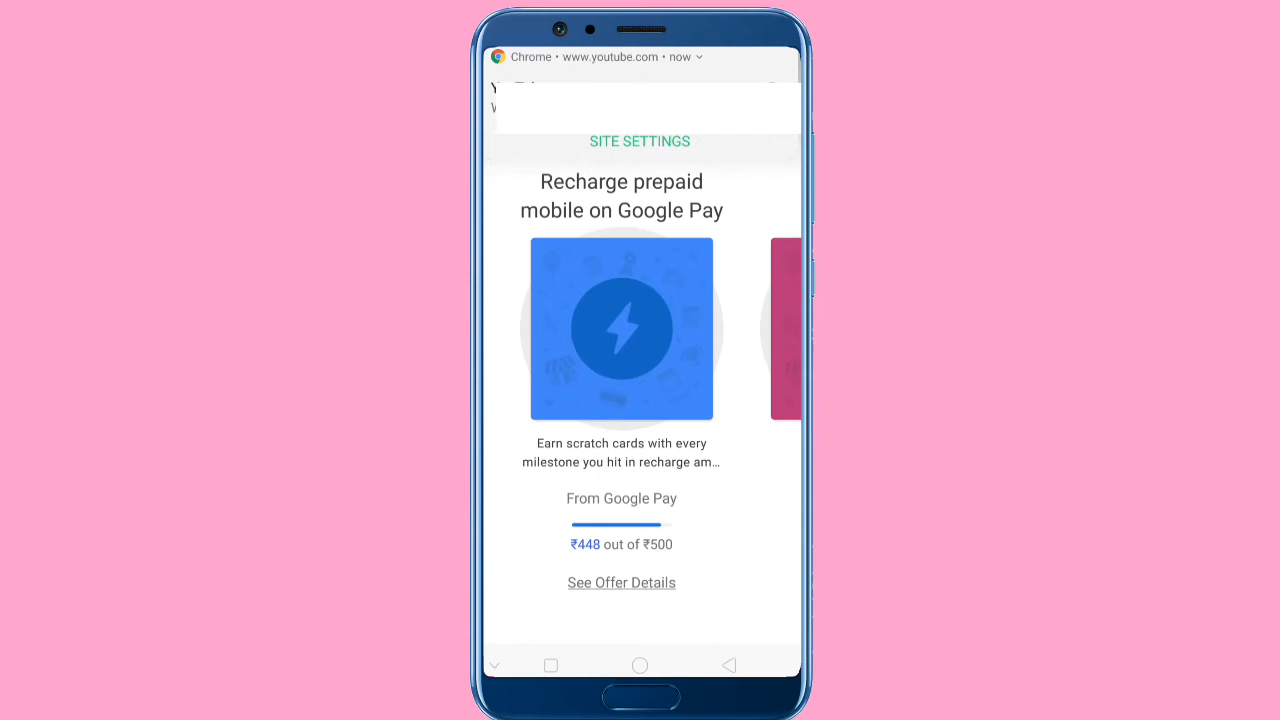 Chrome • www.youtube.com • now
SITE SETTINGS
Recharge prepaid
mobile on Google Pay
Earn scratch cards with every
milestone you hit in recharge am...
From Google Pay
₹448 out of ₹500
See Offer Details